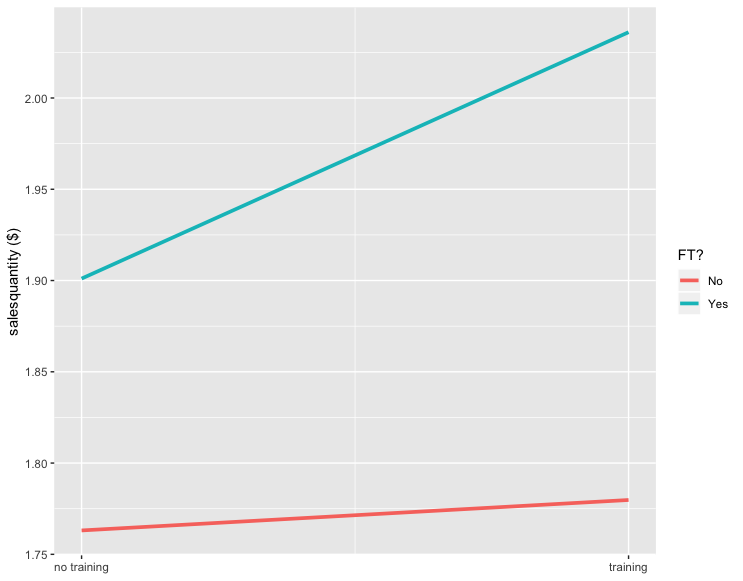 salesquantity ($)
2.00
1.95
1.90
1.85
1.80
1.75
no training
training
FT?
No
Yes